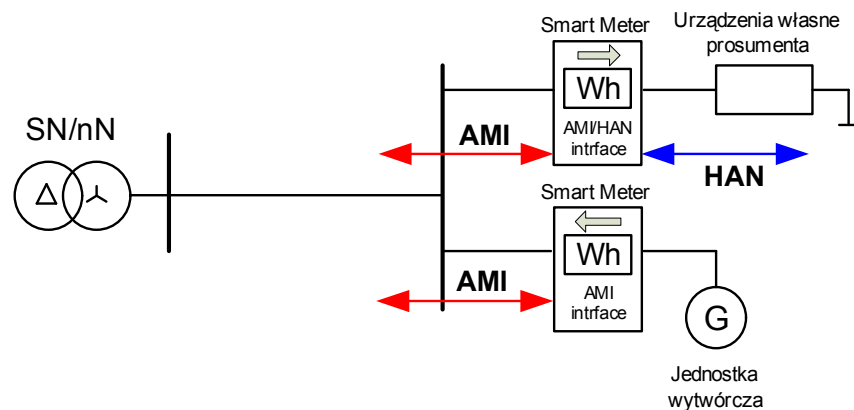 Smart Meter
Urządzenia własne
prosumenta
Wh
AMI/HAN
intrface
SN/nN
AMI
HAN
Smart Meter
Wh
AMI
intrface
AMI
G
Jednostka
wytwórcza